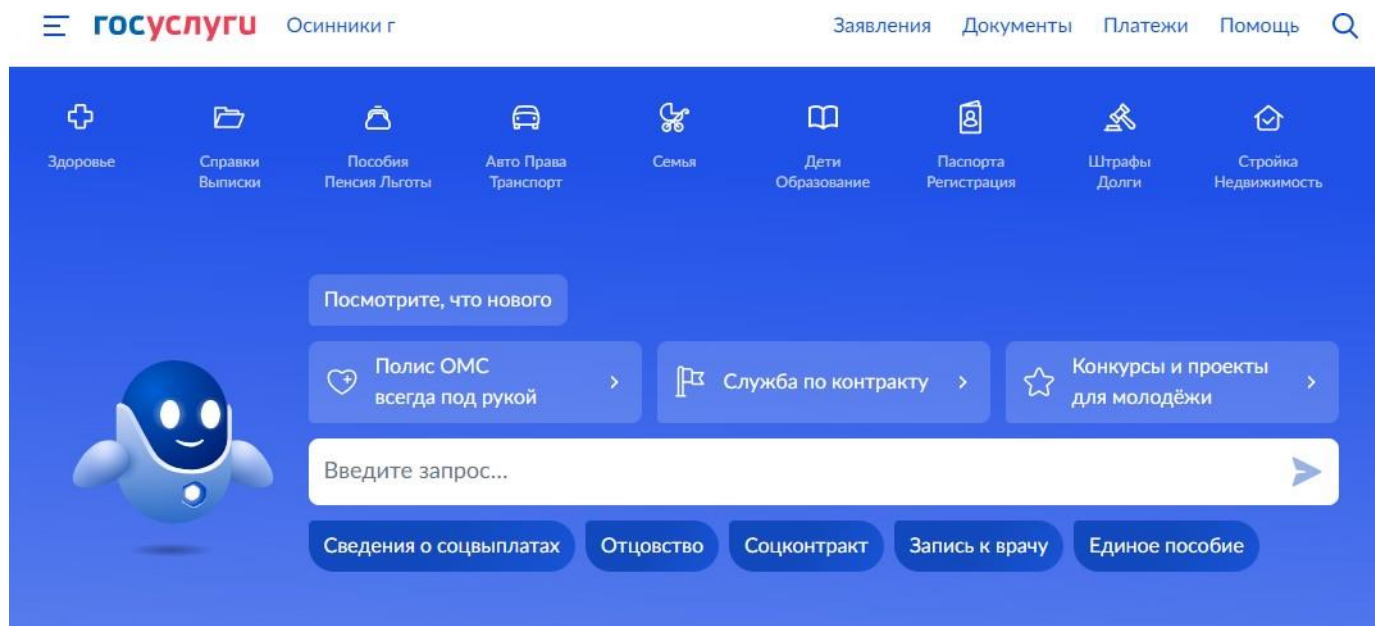 госуслуги Осинники г Заявления Документы Платежи Помощь
Здоровье
Справки
Выписки
Пособия
Пенсия Льготы
Авто Права
Транспорт
Семья
Дети
Образование
Паспорта
Регистрация
Штрафы
Долги
Стройка
Недвижимость
Посмотрите, что нового
Полис ОМС
всегда под рукой
Служба по контракту
Конкурсы и проекты
для молодёжи
Введите запрос...
Сведения о соцвыплатах Отцовство Соцконтракт Запись к врачу Единое пособие